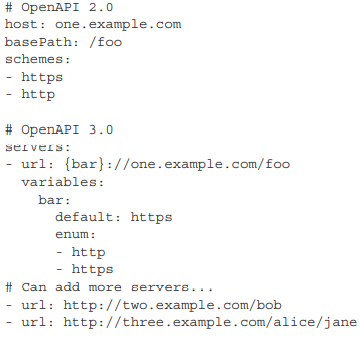 # OpenAPI 2.0
host: one.example.com
basePath: /foo
schemes:
- https
- http
# OpenAPI 3.0
servers:
- url: {bar}://one.example.com/foo
  variables:
    bar:
      default: https
      enum:
      - http
      - https
# Can add more servers...
- url: http://two.example.com/bob
- url: http://three.example.com/alice/jane